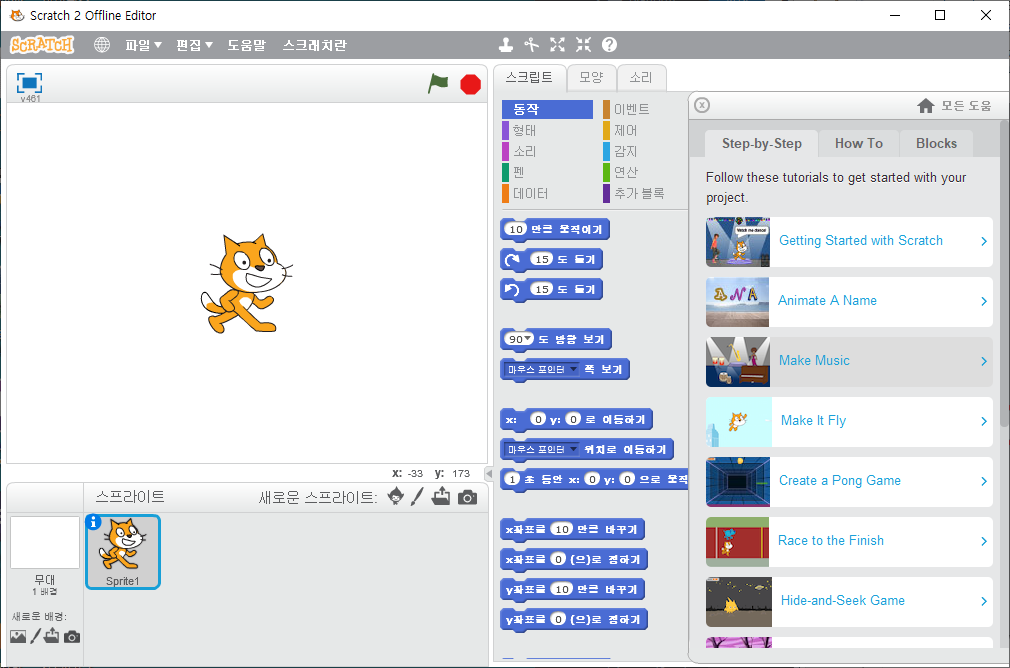 Scratch 2 Offline Editor
SCRATCH 파일 편집 도움말 스크래치란
v461
스크립트 모양 소리
동작 이벤트
형태 제어
소리 감지
펜 연산
데이터 추가 블록
10 만큼 움직이기
15 도 돌기
15 도 돌기
90 도 방향 보기
마우스 포인터 쪽 보기
x: 0 y: 0 로 이동하기
마우스 포인터 위치로 이동하기
1 초 동안 x: 0 y: 0 으로 움직
x좌표를 10 만큼 바꾸기
x좌표를 0 (으)로 정하기
y좌표를 10 만큼 바꾸기
y좌표를 0 (으)로 정하기
모든 도움
Step-by-Step How To Blocks
Follow these tutorials to get started with your
project.
Watch me dance!
Getting Started with Scratch
ANA
Animate A Name
Make Music
Make It Fly
Create a Pong Game
Race to the Finish
Hide-and-Seek Game
x: -33 y: 173
스프라이트 새로운 스프라이트:
무대
1 배경
Sprite1
새로운 배경: